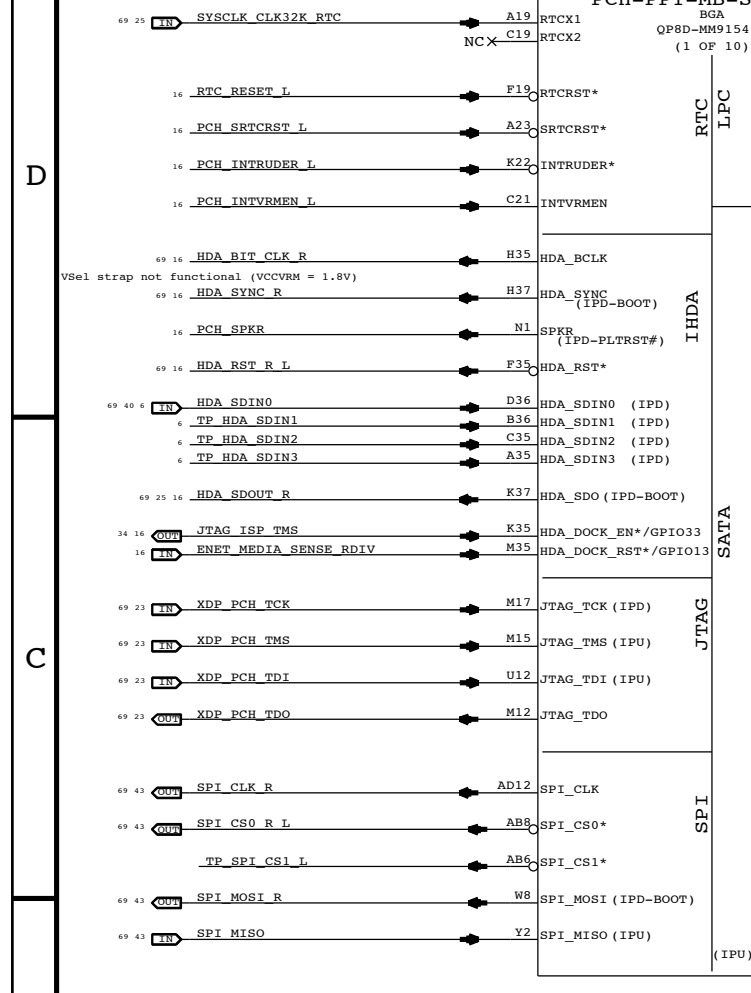 PCH-PPT-MB-S
BGA
QP8D-MM9154
(1 OF 10)
69 25 IN SYSCLK_CLK32K_RTC A19 RTCX1
NC C19 RTCX2
16 RTC_RESET_L F19 RTCRST*
RTC
LPC
16 PCH_SRTCRST_L A23 SRTCRST*
D
16 PCH_INTRUDER_L K22 INTRUDER*
16 PCH_INTVRMEN_L C21 INTVRMEN
69 16 HDA_BIT_CLK_R H35 HDA_BCLK
VSel strap not functional (VCCVRM = 1.8V)
69 16 HDA_SYNC_R H37 HDA_SYNC
(IPD-BOOT)
IHDA
16 PCH_SPKR N1 SPKR
(IPD-PLTRST#)
69 16 HDA_RST_R_L F35 HDA_RST*
69 40 6 IN HDA_SDIN0 D36 HDA_SDIN0 (IPD)
6 TP_HDA_SDIN1 B36 HDA_SDIN1 (IPD)
6 TP_HDA_SDIN2 C35 HDA_SDIN2 (IPD)
6 TP_HDA_SDIN3 A35 HDA_SDIN3 (IPD)
69 25 16 HDA_SDOUT_R K37 HDA_SDO (IPD-BOOT)
34 16 OUT JTAG_ISP_TMS K35 HDA_DOCK_EN*/GPIO33
16 IN ENET_MEDIA_SENSE_RDIV M35 HDA_DOCK_RST*/GPIO13
SATA
69 23 IN XDP_PCH_TCK M17 JTAG_TCK (IPD)
JTAG
69 23 IN XDP_PCH_TMS M15 JTAG_TMS (IPU)
C
69 23 IN XDP_PCH_TDI U12 JTAG_TDI (IPU)
69 23 OUT XDP_PCH_TDO M12 JTAG_TDO
69 43 OUT SPI_CLK_R AD12 SPI_CLK
SPI
69 43 OUT SPI_CS0_R_L AB8 SPI_CS0*
TP_SPI_CS1_L AB6 SPI_CS1*
69 43 OUT SPI_MOSI_R W8 SPI_MOSI (IPD-BOOT)
69 43 IN SPI_MISO Y2 SPI_MISO (IPU)
(IPU)